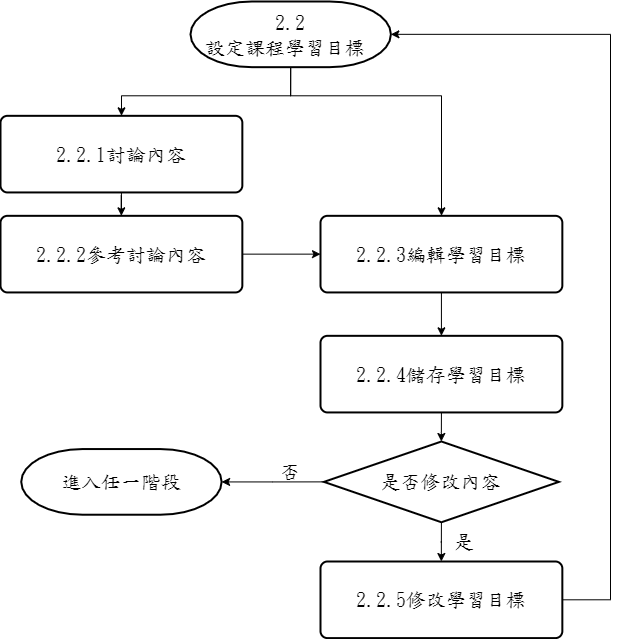 2.2
設定課程學習目標
2.2.1討論內容
2.2.2參考討論內容
2.2.3編輯學習目標
2.2.4儲存學習目標
否
進入任一階段
是否修改內容
是
2.2.5修改學習目標